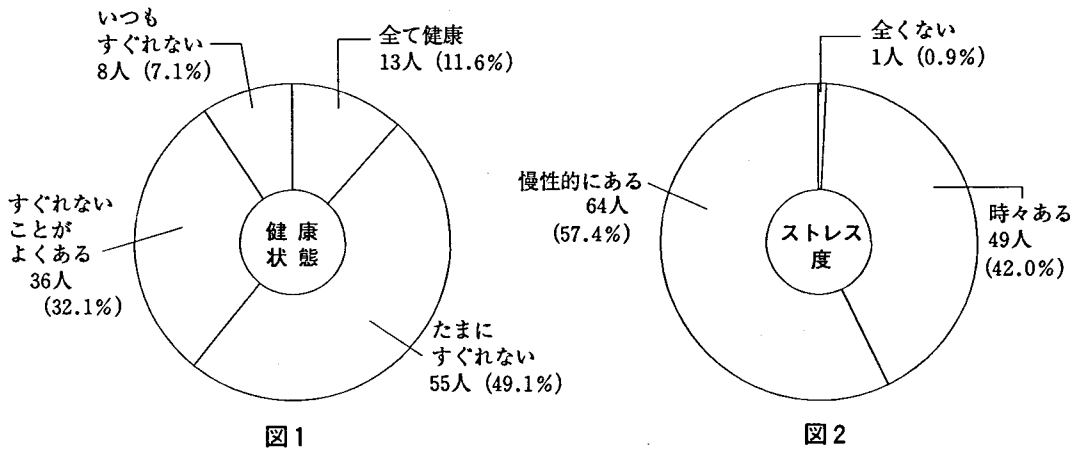 いつも
すぐれない
8人 (7.1%)
全て健康
13人 (11.6%)
すぐれない
ことが
よくある
36人
(32.1%)
健 康
状 態
たまに
すぐれない
55人 (49.1%)
図1
全くない
1人 (0.9%)
慢性的にある
64人
(57.4%)
ストレス
度
時々ある
49人
(42.0%)
図2